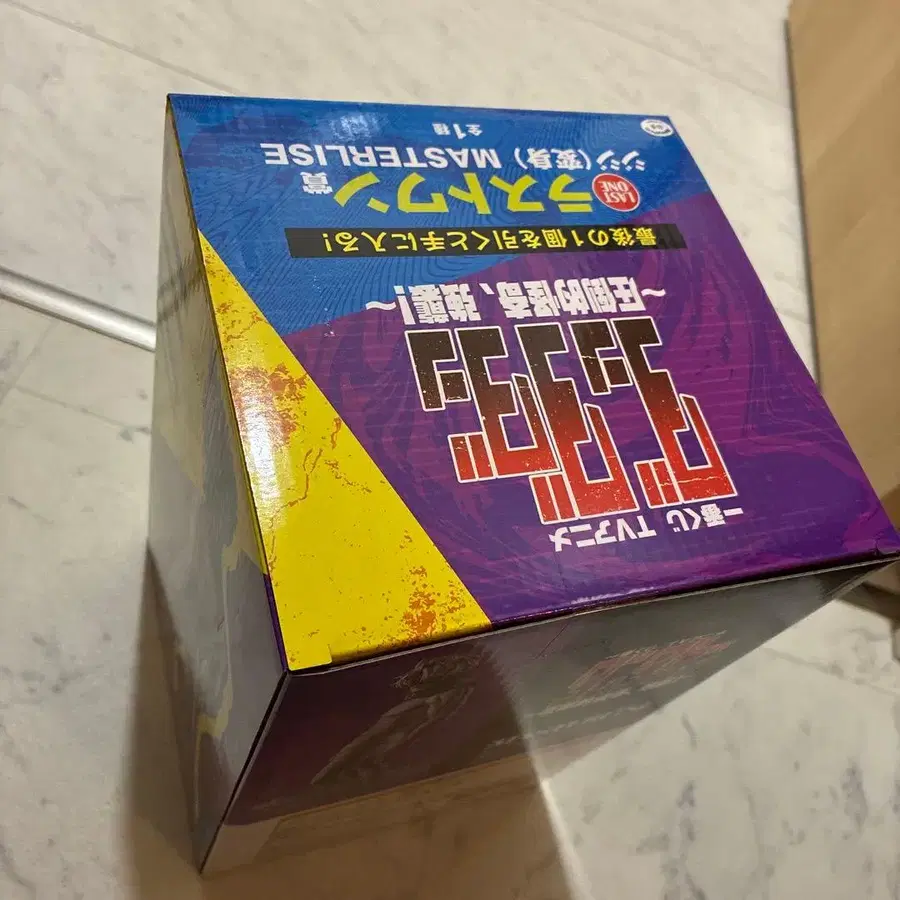 一番くじ TVアニメ
ダンダダン
～圧倒的怪奇、強襲！～
最後の1個を引くと手に入る！
LAST ONE
ラストワン賞
ジジ（変身） MASTERLISE
全1種